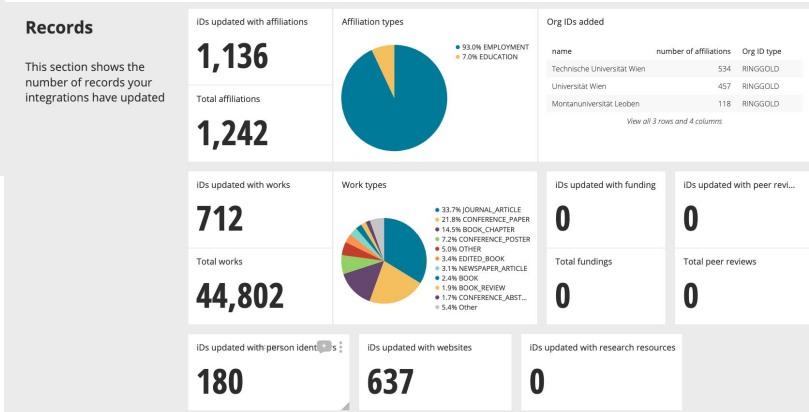 Records
This section shows the
number of records your
integrations have updated
iDs updated with affiliations
1,136
Total affiliations
1,242
Affiliation types
93.0% EMPLOYMENT
7.0% EDUCATION
Org IDs added
name number of affiliations Org ID type
Technische Universität Wien 534 RINGGOLD
Universität Wien 457 RINGGOLD
Montanuniversität Leoben 118 RINGGOLD
View all 3 rows and 4 columns
iDs updated with works
712
Total works
44,802
Work types
33.7% JOURNAL_ARTICLE
21.8% CONFERENCE_PAPER
14.5% BOOK_CHAPTER
7.2% CONFERENCE_POSTER
5.0% OTHER
3.4% EDITED_BOOK
3.1% NEWSPAPER_ARTICLE
2.4% BOOK
1.9% BOOK_REVIEW
1.7% CONFERENCE_ABST...
5.4% Other
iDs updated with funding
0
Total fundings
0
iDs updated with peer revi...
0
Total peer reviews
0
iDs updated with person ident s
180
iDs updated with websites
637
iDs updated with research resources
0